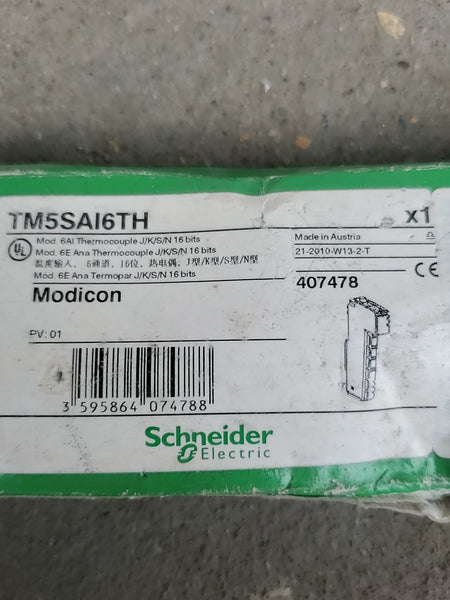 TM5SAI6TH
x1
UL
Mod. 6AI Thermocouple J/K/S/N 16 bits
Mod. 6E Ana Thermocouple J/K/S/N 16 bits
温度输入, 6通道, 16位, 热电偶, J型/K型/S型/N型
Mod. 6E Ana Termopar J/K/S/N 16 bits
Made in Austria
21-2010-W13-2-T
CE
Modicon
407478
PV: 01
3 595864 074788
Schneider
Electric